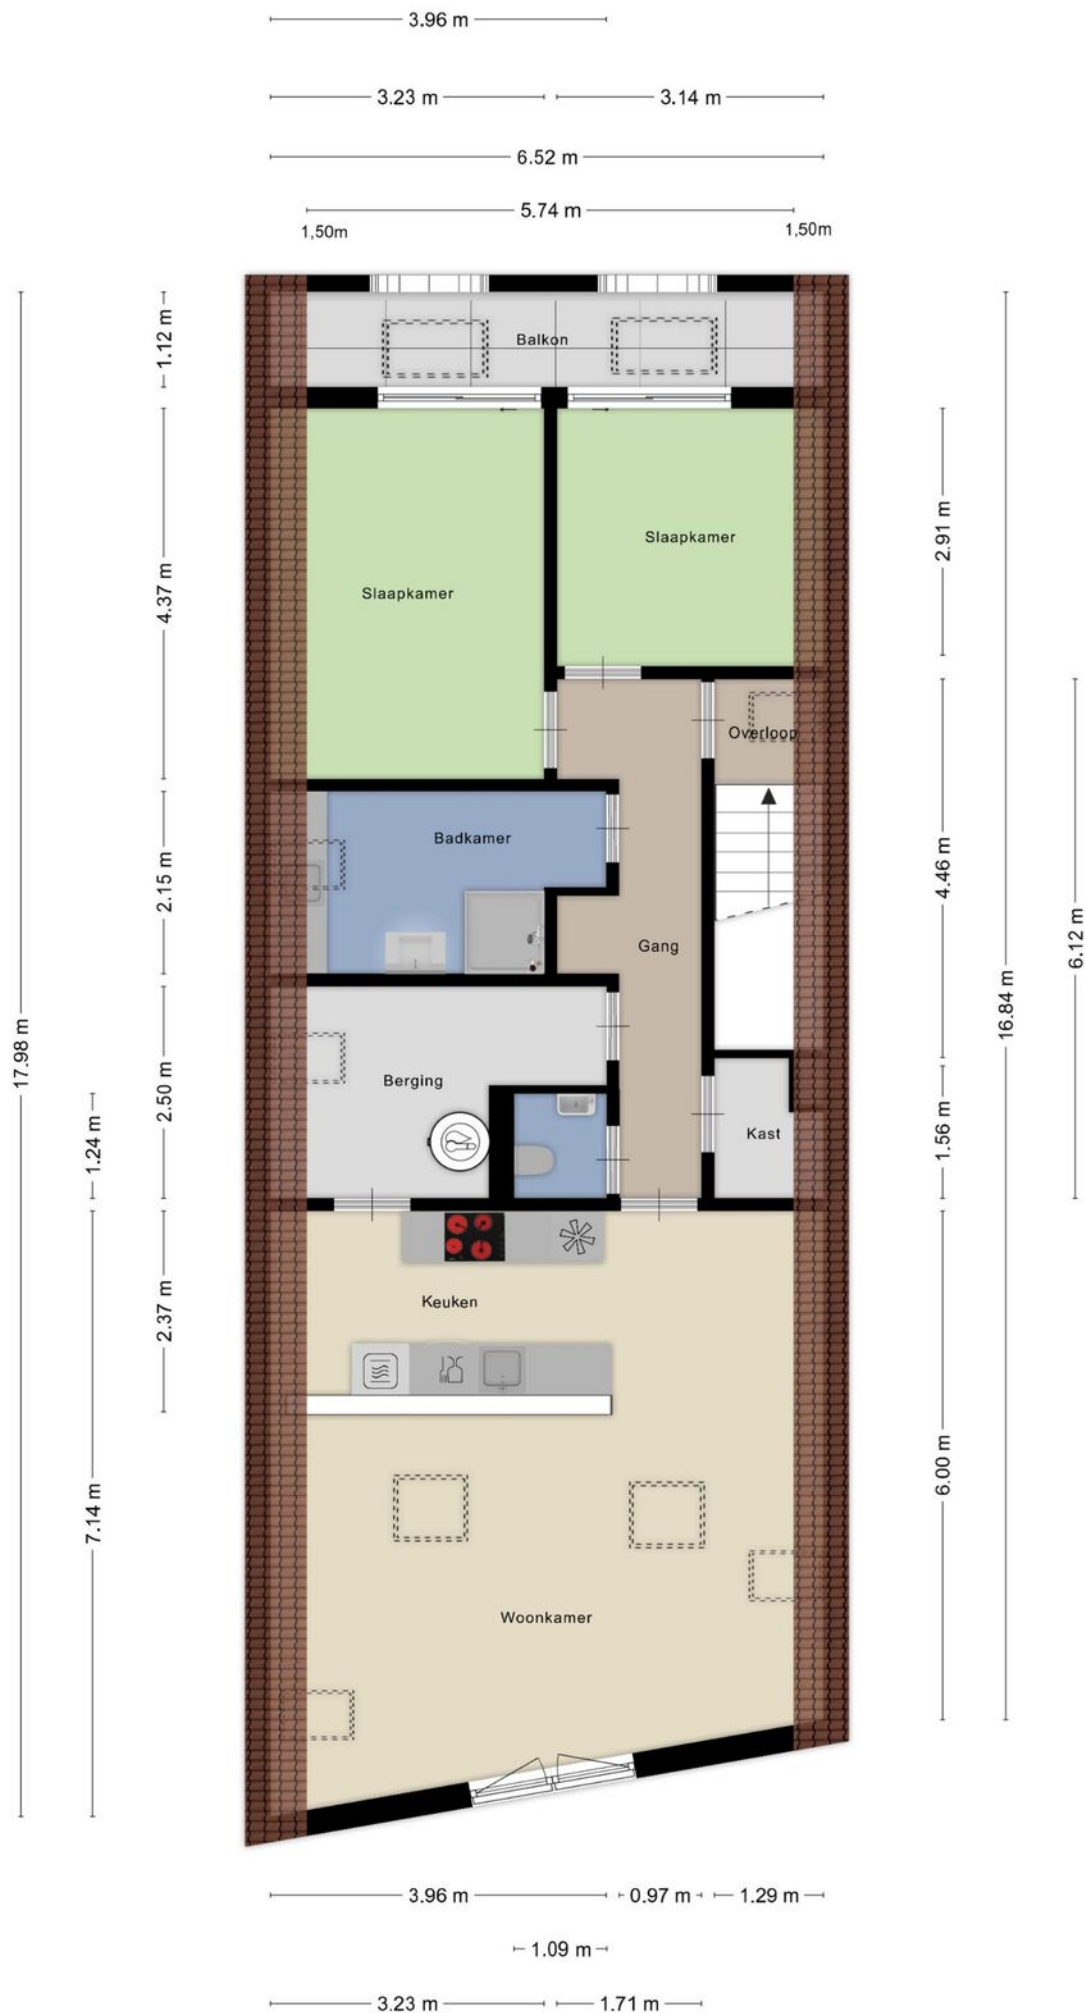 3.96 m
3.23 m
3.14 m
6.52 m
5.74 m
1,50m
1,50m
1.12 m
Balkon
4.37 m
Slaapkamer
Slaapkamer
2.91 m
Overloop
2.15 m
Badkamer
4.46 m
Gang
6.12 m
16.84 m
17.98 m
2.50 m
Berging
1.24 m
Kast
1.56 m
2.37 m
Keuken
7.14 m
6.00 m
Woonkamer
3.96 m
0.97 m
1.29 m
1.09 m
3.23 m
1.71 m